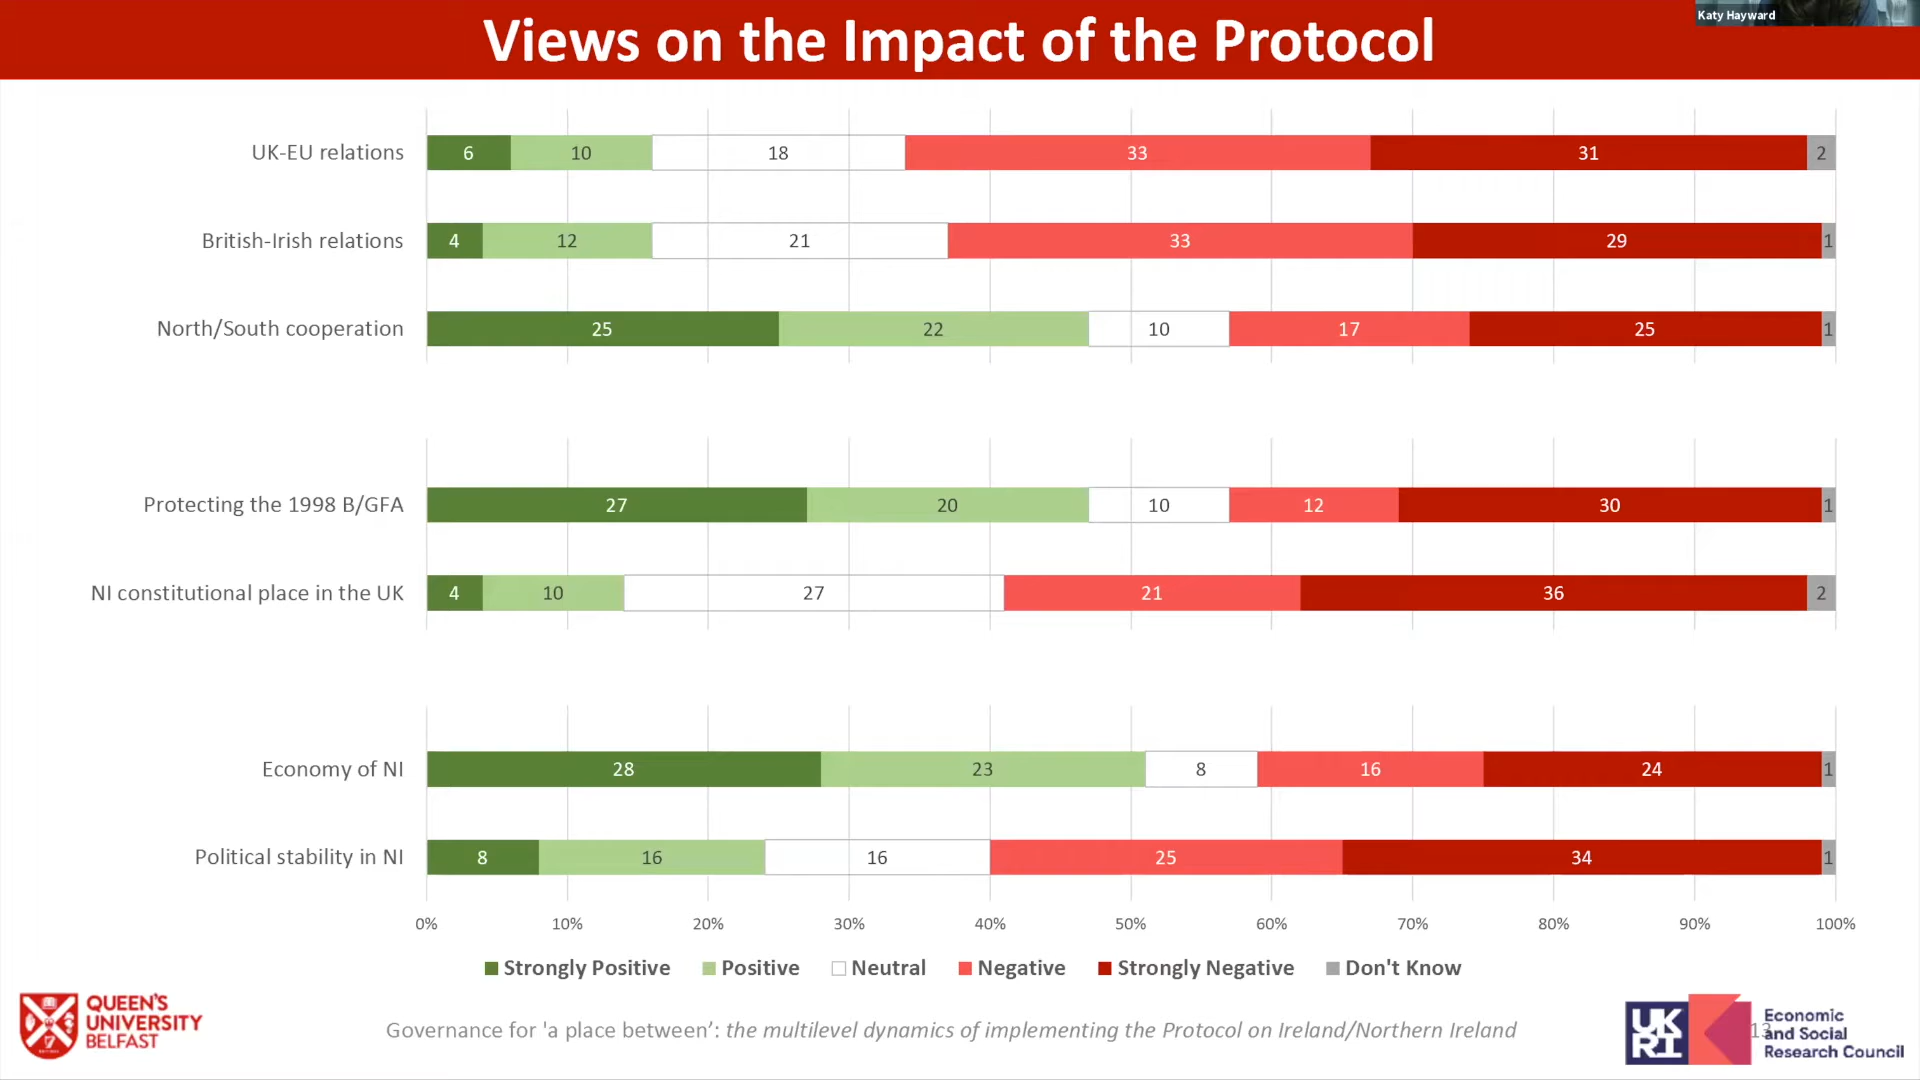 Views on the Impact of the Protocol
Katy Hayward
UK-EU relations 6 10 18 33 31 2
British-Irish relations 4 12 21 33 29 1
North/South cooperation 25 22 10 17 25 1
Protecting the 1998 B/GFA 27 20 10 12 30 1
NI constitutional place in the UK 4 10 27 21 36 2
Economy of NI 28 23 8 16 24 1
Political stability in NI 8 16 16 25 34 1
0% 10% 20% 30% 40% 50% 60% 70% 80% 90% 100%
Strongly Positive Positive Neutral Negative Strongly Negative Don't Know
QUEEN'S
UNIVERSITY
BELFAST
Governance for 'a place between': the multilevel dynamics of implementing the Protocol on Ireland/Northern Ireland
13
UK
RI
Economic
and Social
Research Council